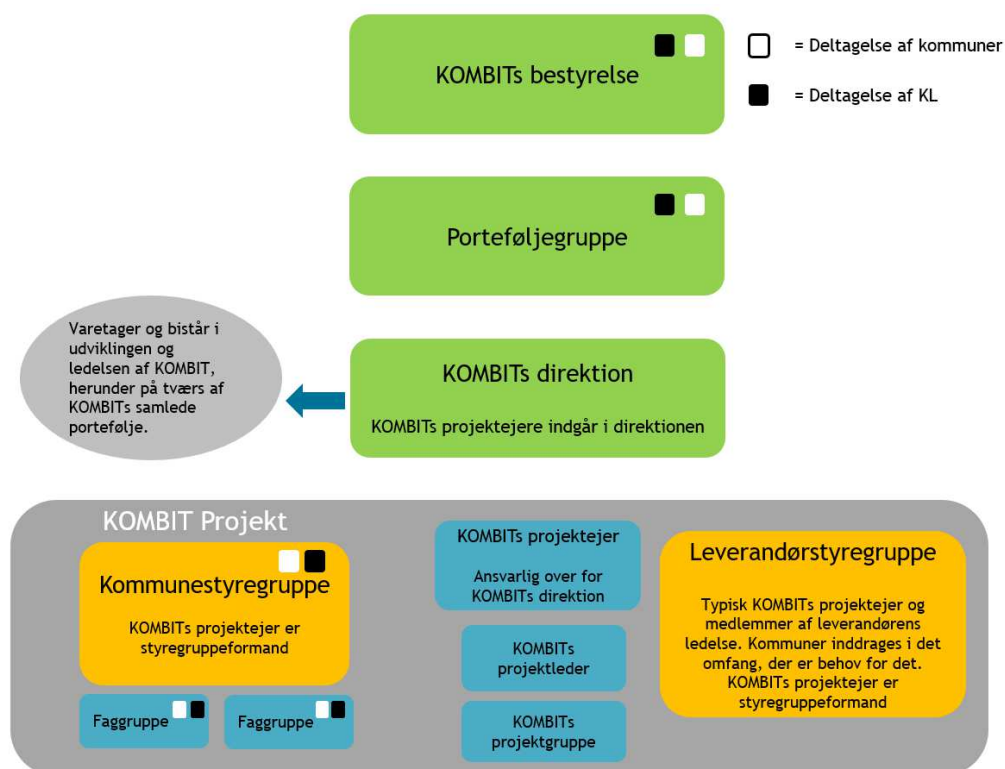 KOMBITs bestyrelse
= Deltagelse af kommuner
= Deltagelse af KL
Porteføljegruppe
Varetager og bistår i
udviklingen og
ledelsen af KOMBIT,
herunder på tværs af
KOMBITs samlede
portefølje.
KOMBITs direktion
KOMBITs projektejere indgår i direktionen
KOMBIT Projekt
Kommunestyregruppe
KOMBITs projektejer er
styregruppeformand
Faggruppe
Faggruppe
KOMBITs projektejer
Ansvarlig over for
KOMBITs direktion
KOMBITs
projektleder
KOMBITs
projektgruppe
Leverandørstyregruppe
Typisk KOMBITs projektejer og
medlemmer af leverandørens
ledelse. Kommuner inddrages i det
omfang, der er behov for det.
KOMBITs projektejer er
styregruppeformand